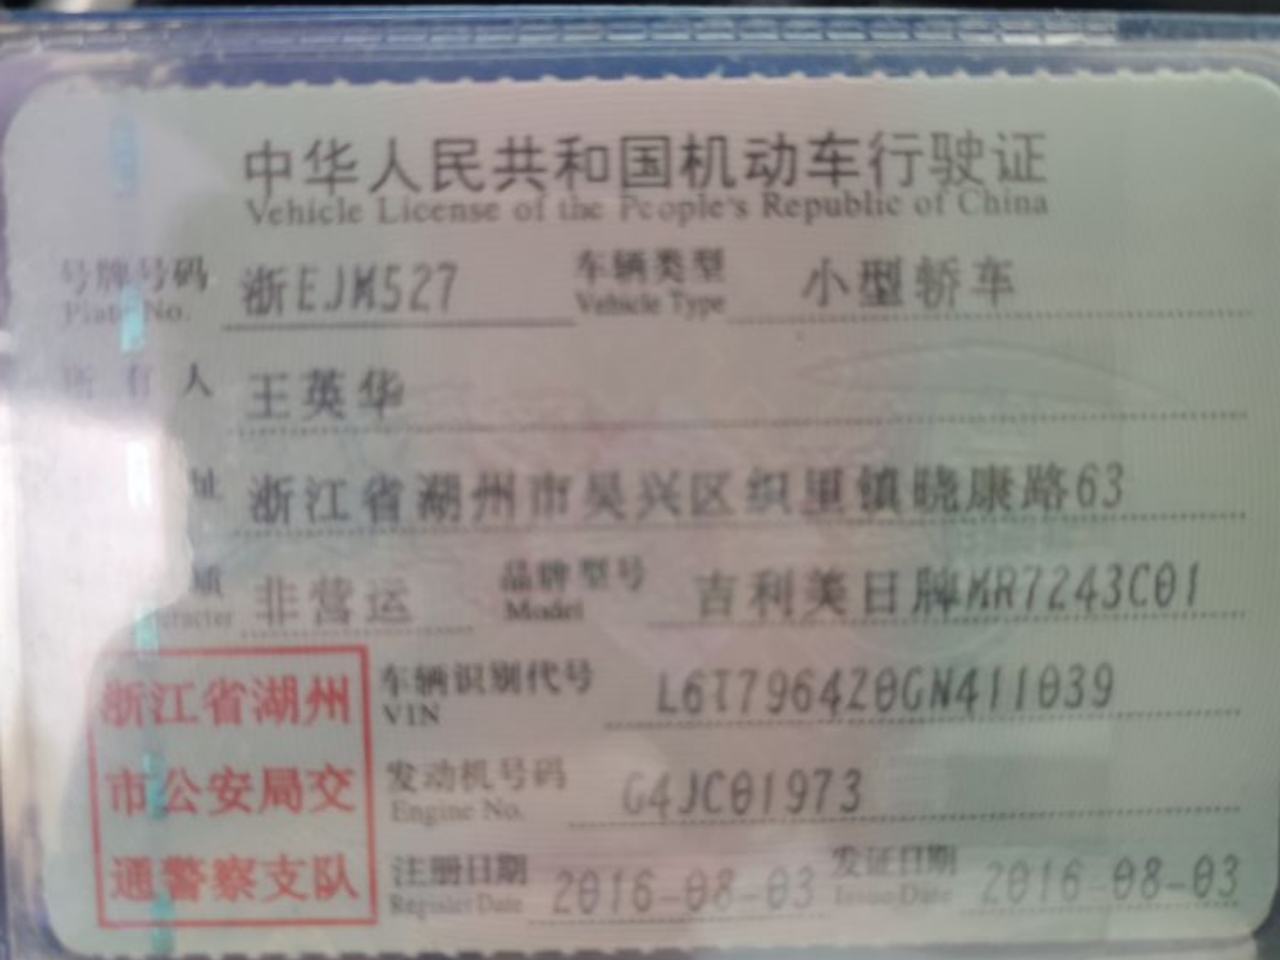 中华人民共和国机动车行驶证
Vehicle License of the People's Republic of China
号牌号码 浙EJM527 车辆类型 小型轿车
Plate No. Vehicle Type
所有人 王英华
址 浙江省湖州市吴兴区织里镇晓康路63
质 非营运 品牌型号 吉利美日牌MR7243C01
Model
浙江省湖州
市公安局交
通警察支队
车辆识别代号 L6T7964Z0GN411039
VIN
发动机号码 G4JC01973
Engine No.
注册日期 2016-08-03 发证日期 2016-08-03
Register Date Issue Date